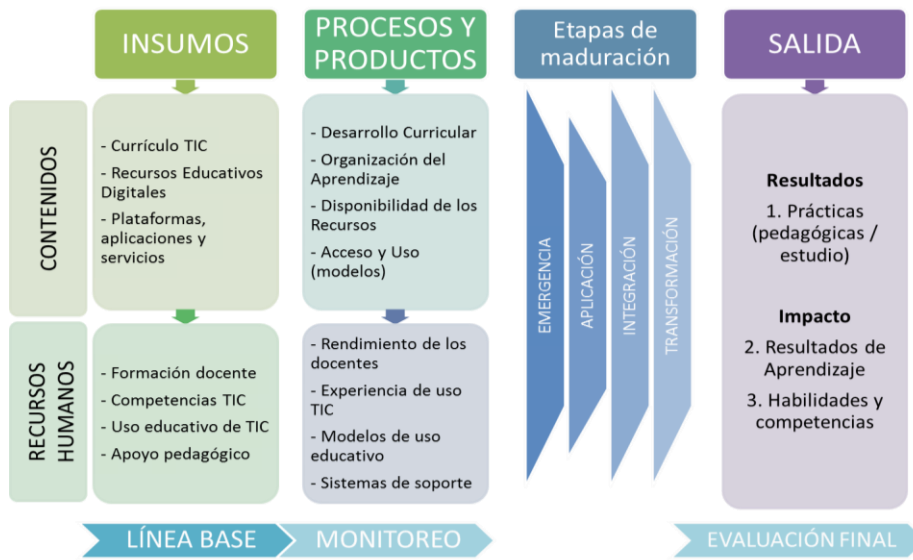 INSUMOS
PROCESOS Y
PRODUCTOS
Etapas de
maduración
SALIDA
CONTENIDOS
- Currículo TIC
- Recursos Educativos
Digitales
- Plataformas,
aplicaciones y
servicios
- Desarrollo Curricular
- Organización del
Aprendizaje
- Disponibilidad de los
Recursos
- Acceso y Uso
(modelos)
RECURSOS
HUMANOS
- Formación docente
- Competencias TIC
- Uso educativo de TIC
- Apoyo pedagógico
- Rendimiento de los
docentes
- Experiencia de uso
TIC
- Modelos de uso
educativo
- Sistemas de soporte
EMERGENCIA
APLICACIÓN
INTEGRACIÓN
TRANSFORMACIÓN
Resultados
1. Prácticas
(pedagógicas /
estudio)
Impacto
2. Resultados de
Aprendizaje
3. Habilidades y
competencias
LÍNEA BASE
MONITOREO
EVALUACIÓN FINAL